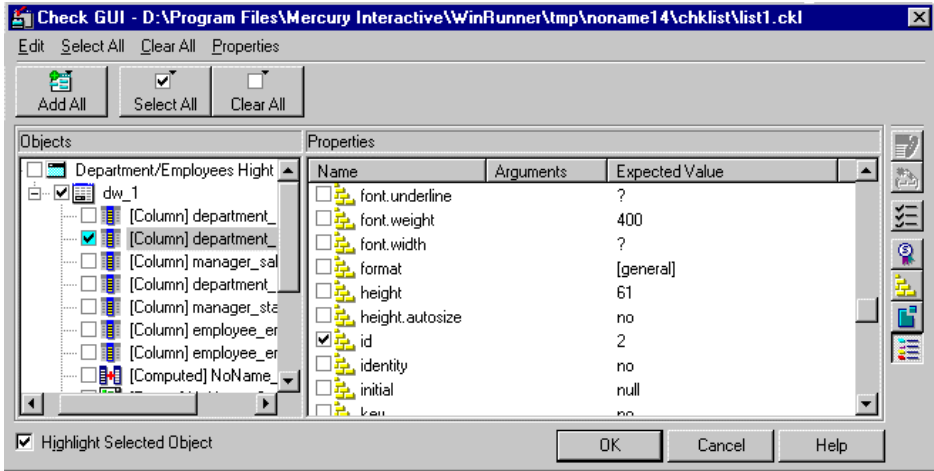 Check GUI - D:\Program Files\Mercury Interactive\WinRunner\tmp\noname14\chklist\list1.ckl
Edit Select All Clear All Properties
Add All Select All Clear All
Objects
Department/Employees Hight
dw_1
[Column] department_
[Column] department_
[Column] manager_sal
[Column] department_
[Column] manager_sta
[Column] employee_er
[Column] employee_er
[Computed] NoName_
Properties
Name Arguments Expected Value
font.underline ?
font.weight 400
font.width ?
format [general]
height 61
height.autosize no
id 2
identity no
initial null
key no
Highlight Selected Object
OK Cancel Help